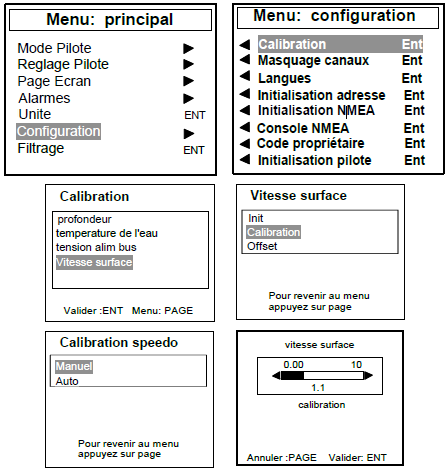 Menu: principal
Mode Pilote
Reglage Pilote
Page Ecran
Alarmes
Unite ENT
Configuration
Filtrage ENT
Menu: configuration
Calibration Ent
Masquage canaux Ent
Langues Ent
Initialisation adresse Ent
Initialisation NMEA Ent
Console NMEA Ent
Code propriétaire Ent
Initialisation pilote Ent
Calibration
profondeur
temperature de l'eau
tension alim bus
Vitesse surface
Valider :ENT Menu: PAGE
Vitesse surface
Init
Calibration
Offset
Pour revenir au menu
appuyez sur page
Calibration speedo
Manuel
Auto
Pour revenir au menu
appuyez sur page
vitesse surface
0.00 10
1.1
calibration
Annuler :PAGE Valider: ENT